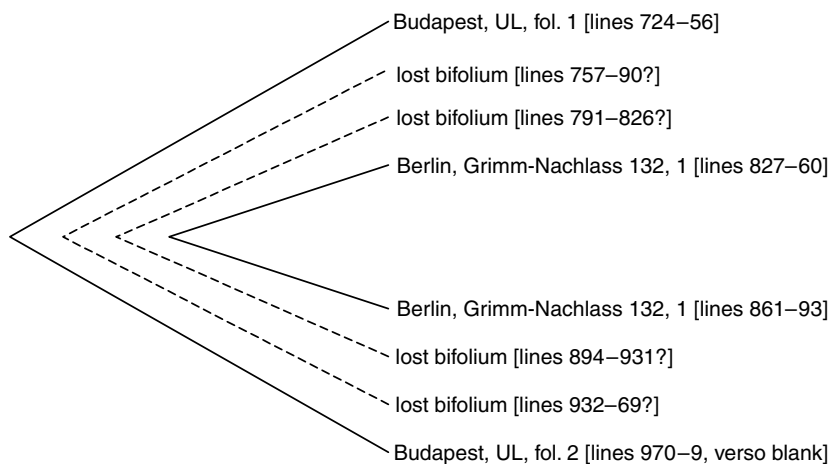 Budapest, UL, fol. 1 [lines 724–56]
lost bifolium [lines 757–90?]
lost bifolium [lines 791–826?]
Berlin, Grimm-Nachlass 132, 1 [lines 827–60]
Berlin, Grimm-Nachlass 132, 1 [lines 861–93]
lost bifolium [lines 894–931?]
lost bifolium [lines 932–69?]
Budapest, UL, fol. 2 [lines 970–9, verso blank]